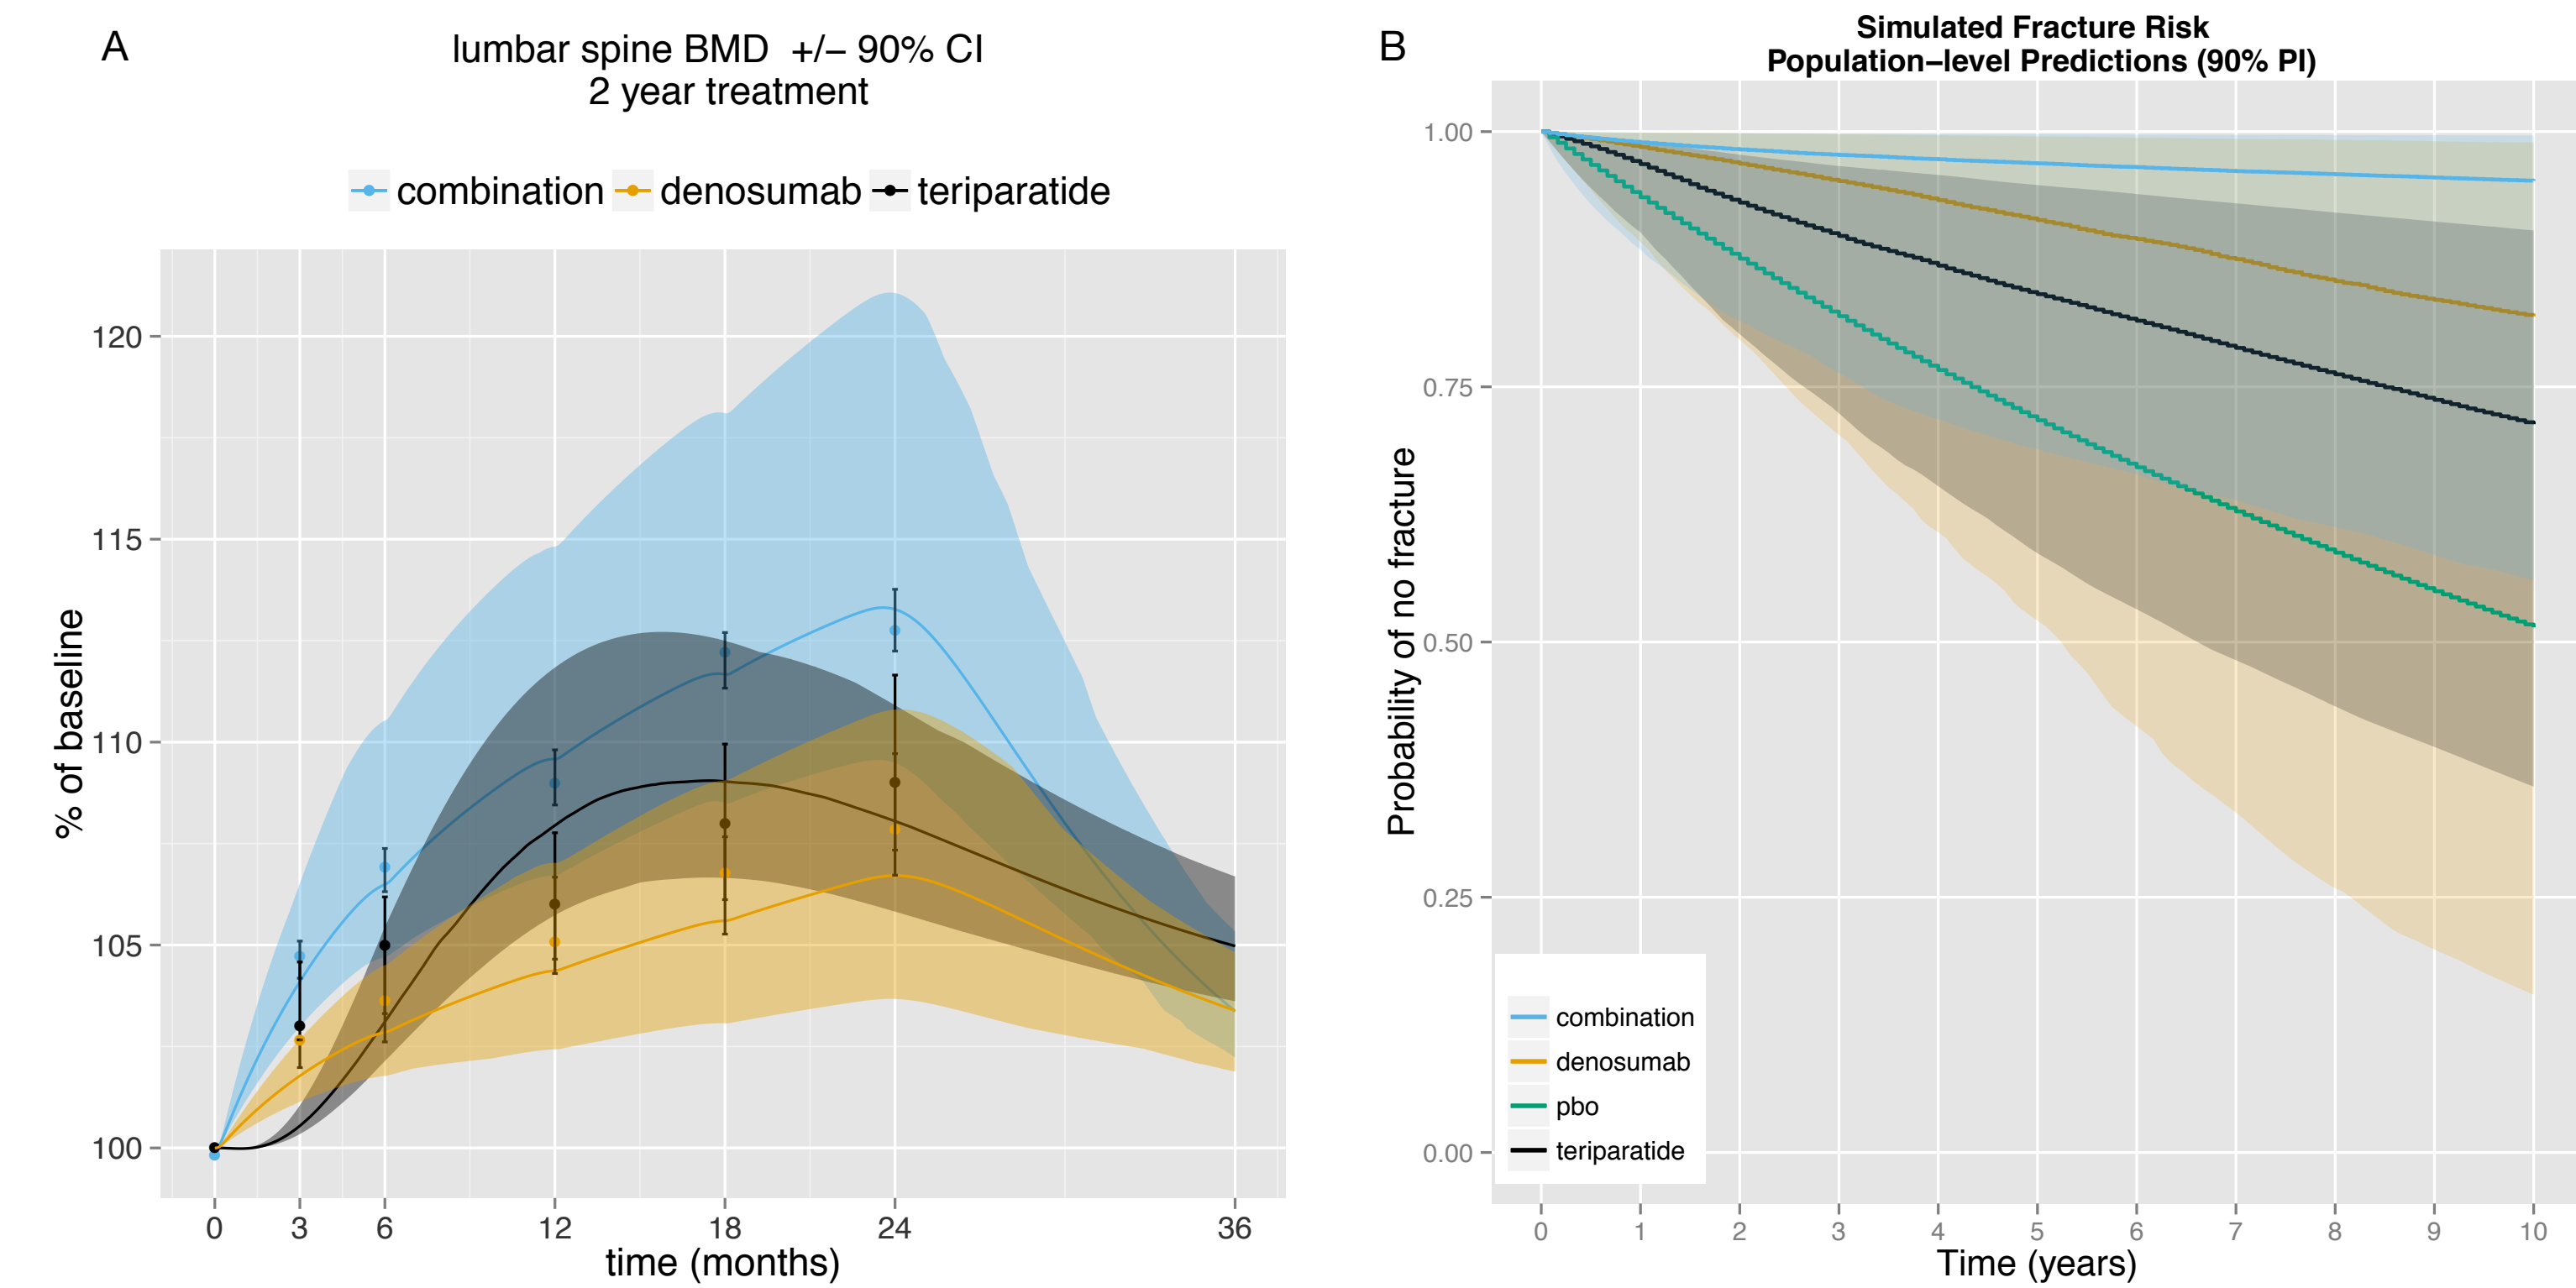 A
lumbar spine BMD +/− 90% CI
2 year treatment
combination denosumab teriparatide
120
115
110
105
100
% of baseline
0 3 6 12 18 24 36
time (months)
B
Simulated Fracture Risk
Population−level Predictions (90% PI)
1.00
0.75
0.50
0.25
0.00
Probability of no fracture
combination
denosumab
pbo
teriparatide
0 1 2 3 4 5 6 7 8 9 10
Time (years)